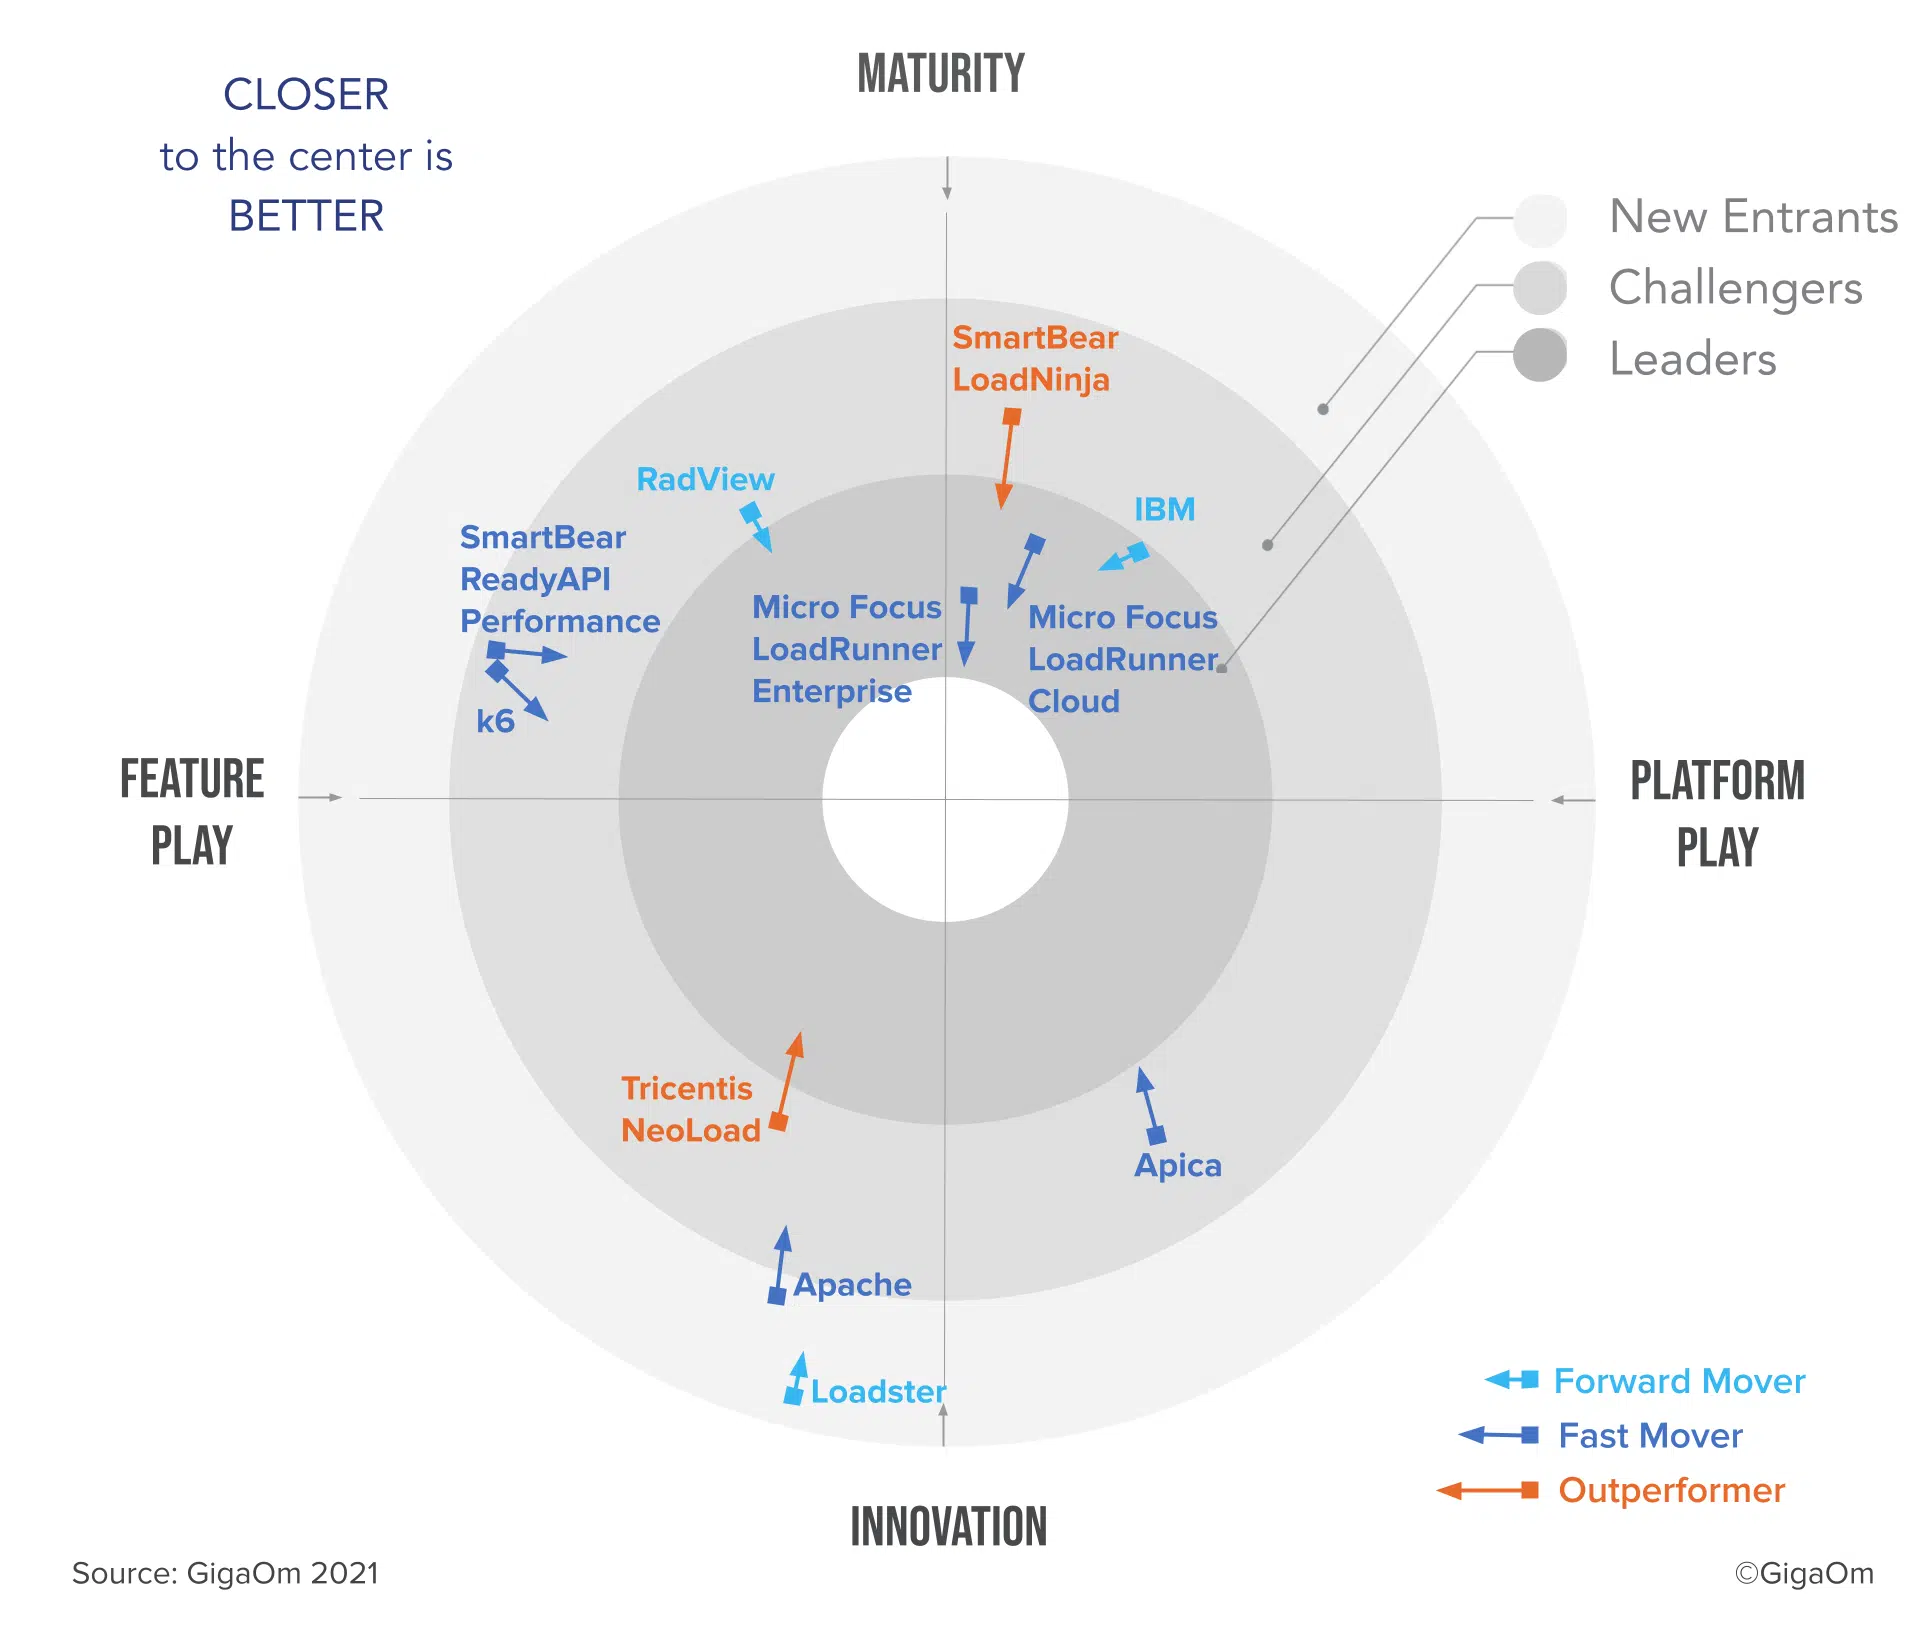 MATURITY
CLOSER
to the center is
BETTER
New Entrants
Challengers
Leaders
SmartBear
LoadNinja
RadView
IBM
SmartBear
ReadyAPI
Performance
k6
Micro Focus
LoadRunner
Enterprise
Micro Focus
LoadRunner
Cloud
FEATURE
PLAY
PLATFORM
PLAY
Tricentis
NeoLoad
Apica
Apache
Loadster
Forward Mover
Fast Mover
Outperformer
INNOVATION
Source: GigaOm 2021
©GigaOm